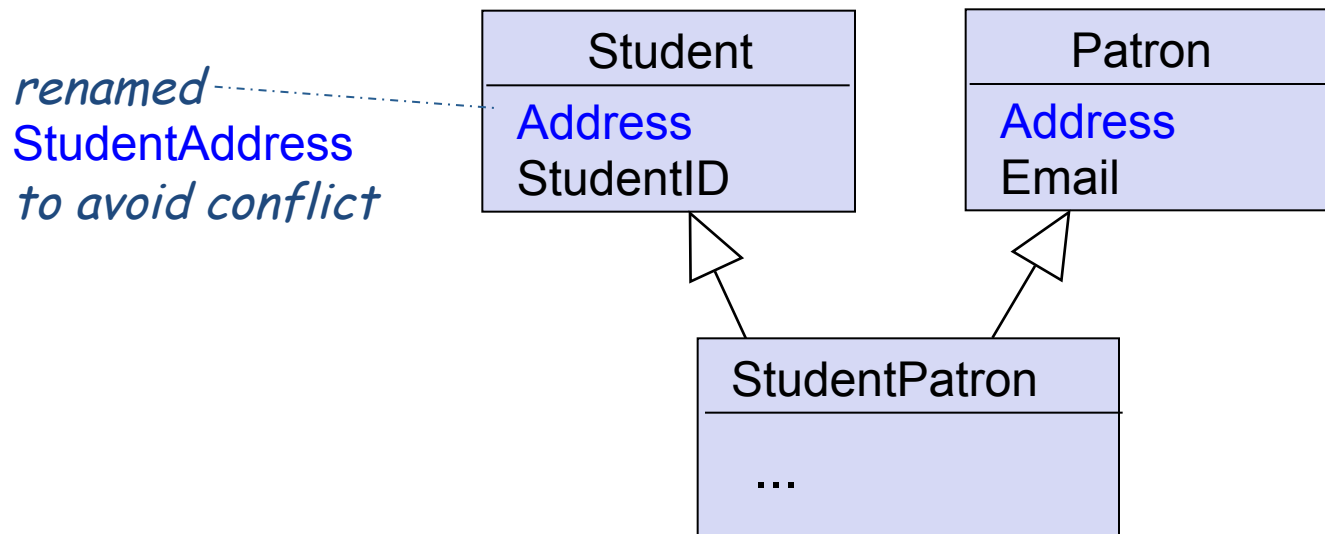 renamed
StudentAddress
to avoid conflict
Student
Address
StudentID
Patron
Address
Email
StudentPatron
...